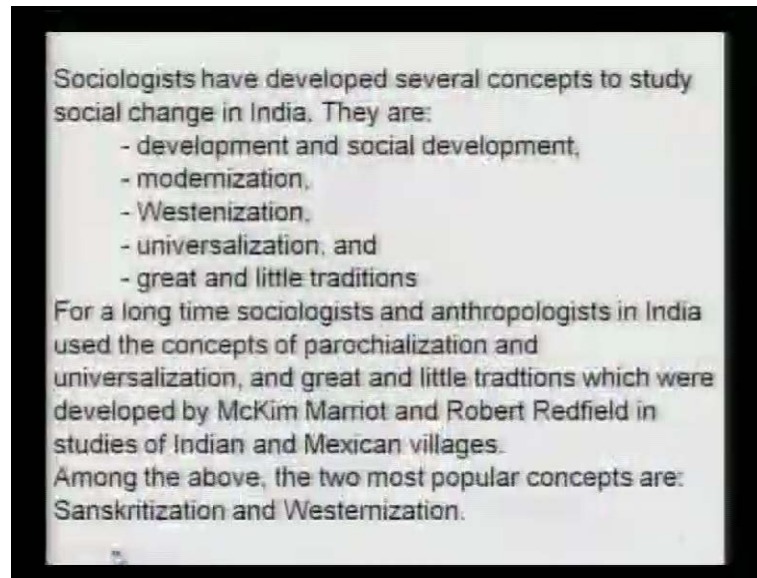 Sociologists have developed several concepts to study
social change in India. They are:
- development and social development,
- modernization,
- Westenization,
- universalization, and
- great and little traditions
For a long time sociologists and anthropologists in India
used the concepts of parochialization and
universalization, and great and little tradtions which were
developed by McKim Marriot and Robert Redfield in
studies of Indian and Mexican villages.
Among the above, the two most popular concepts are:
Sanskritization and Westernization.